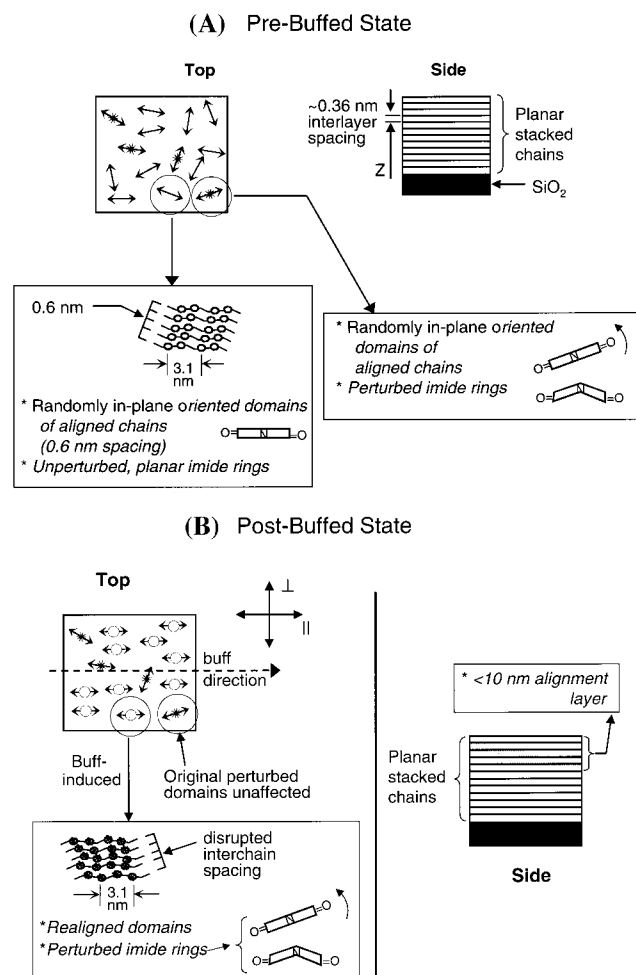 (A) Pre-Buffed State
Top
Side
~0.36 nm
interlayer
spacing
Z
Planar
stacked
chains
SiO2
0.6 nm
3.1
nm
* Randomly in-plane oriented domains
of aligned chains
(0.6 nm spacing)
O N O
* Unperturbed, planar imide rings
* Randomly in-plane oriented
domains of
aligned chains
* Perturbed imide rings
O N O
O N O
(B) Post-Buffed State
Top
⊥
||
buff
direction
Buff-
induced
Original perturbed
domains unaffected
disrupted
interchain
spacing
3.1
nm
*Realigned domains
*Perturbed imide rings
O N O
O N O
* <10 nm alignment
layer
Planar
stacked
chains
Side